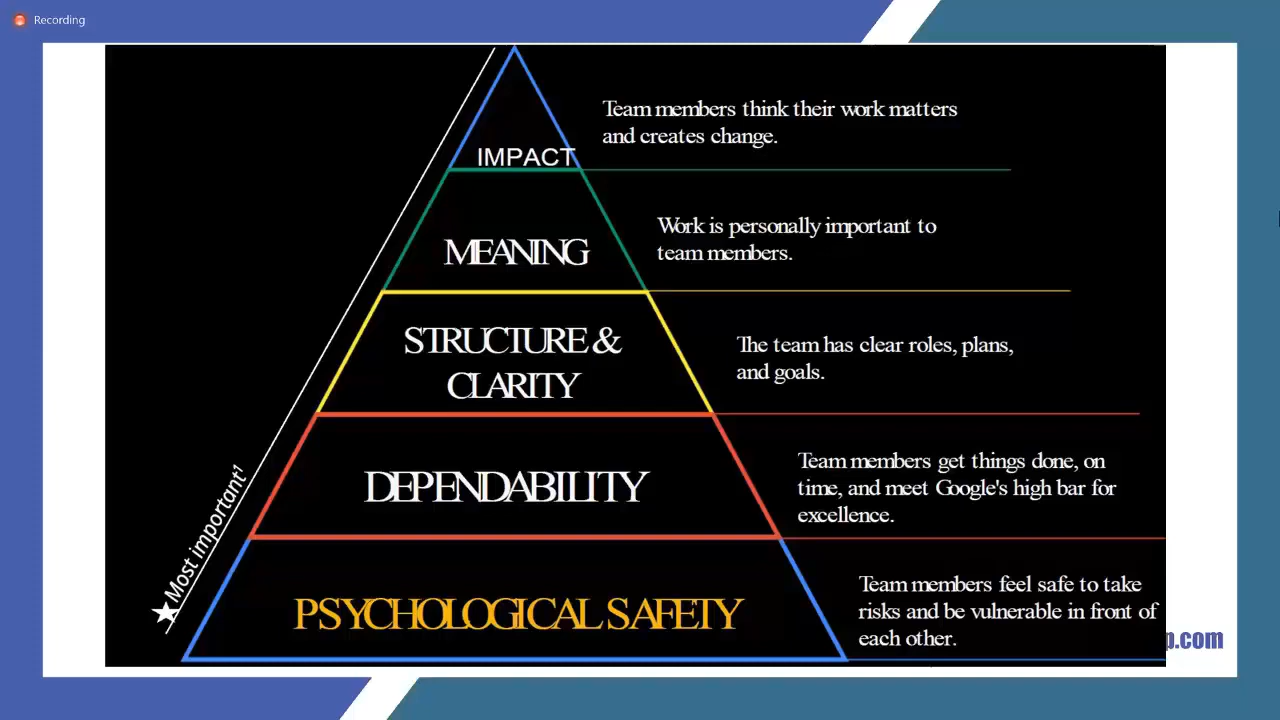 Recording
Team members think their work matters
and creates change.
IMPACT
Work is personally important to
team members.
MEANING
STRUCTURE &
CLARITY
The team has clear roles, plans,
and goals.
DEPENDABILITY
Team members get things done, on
time, and meet Google's high bar for
excellence.
Most important¹
PSYCHOLOGICAL SAFETY
Team members feel safe to take
risks and be vulnerable in front of
each other.
p.com